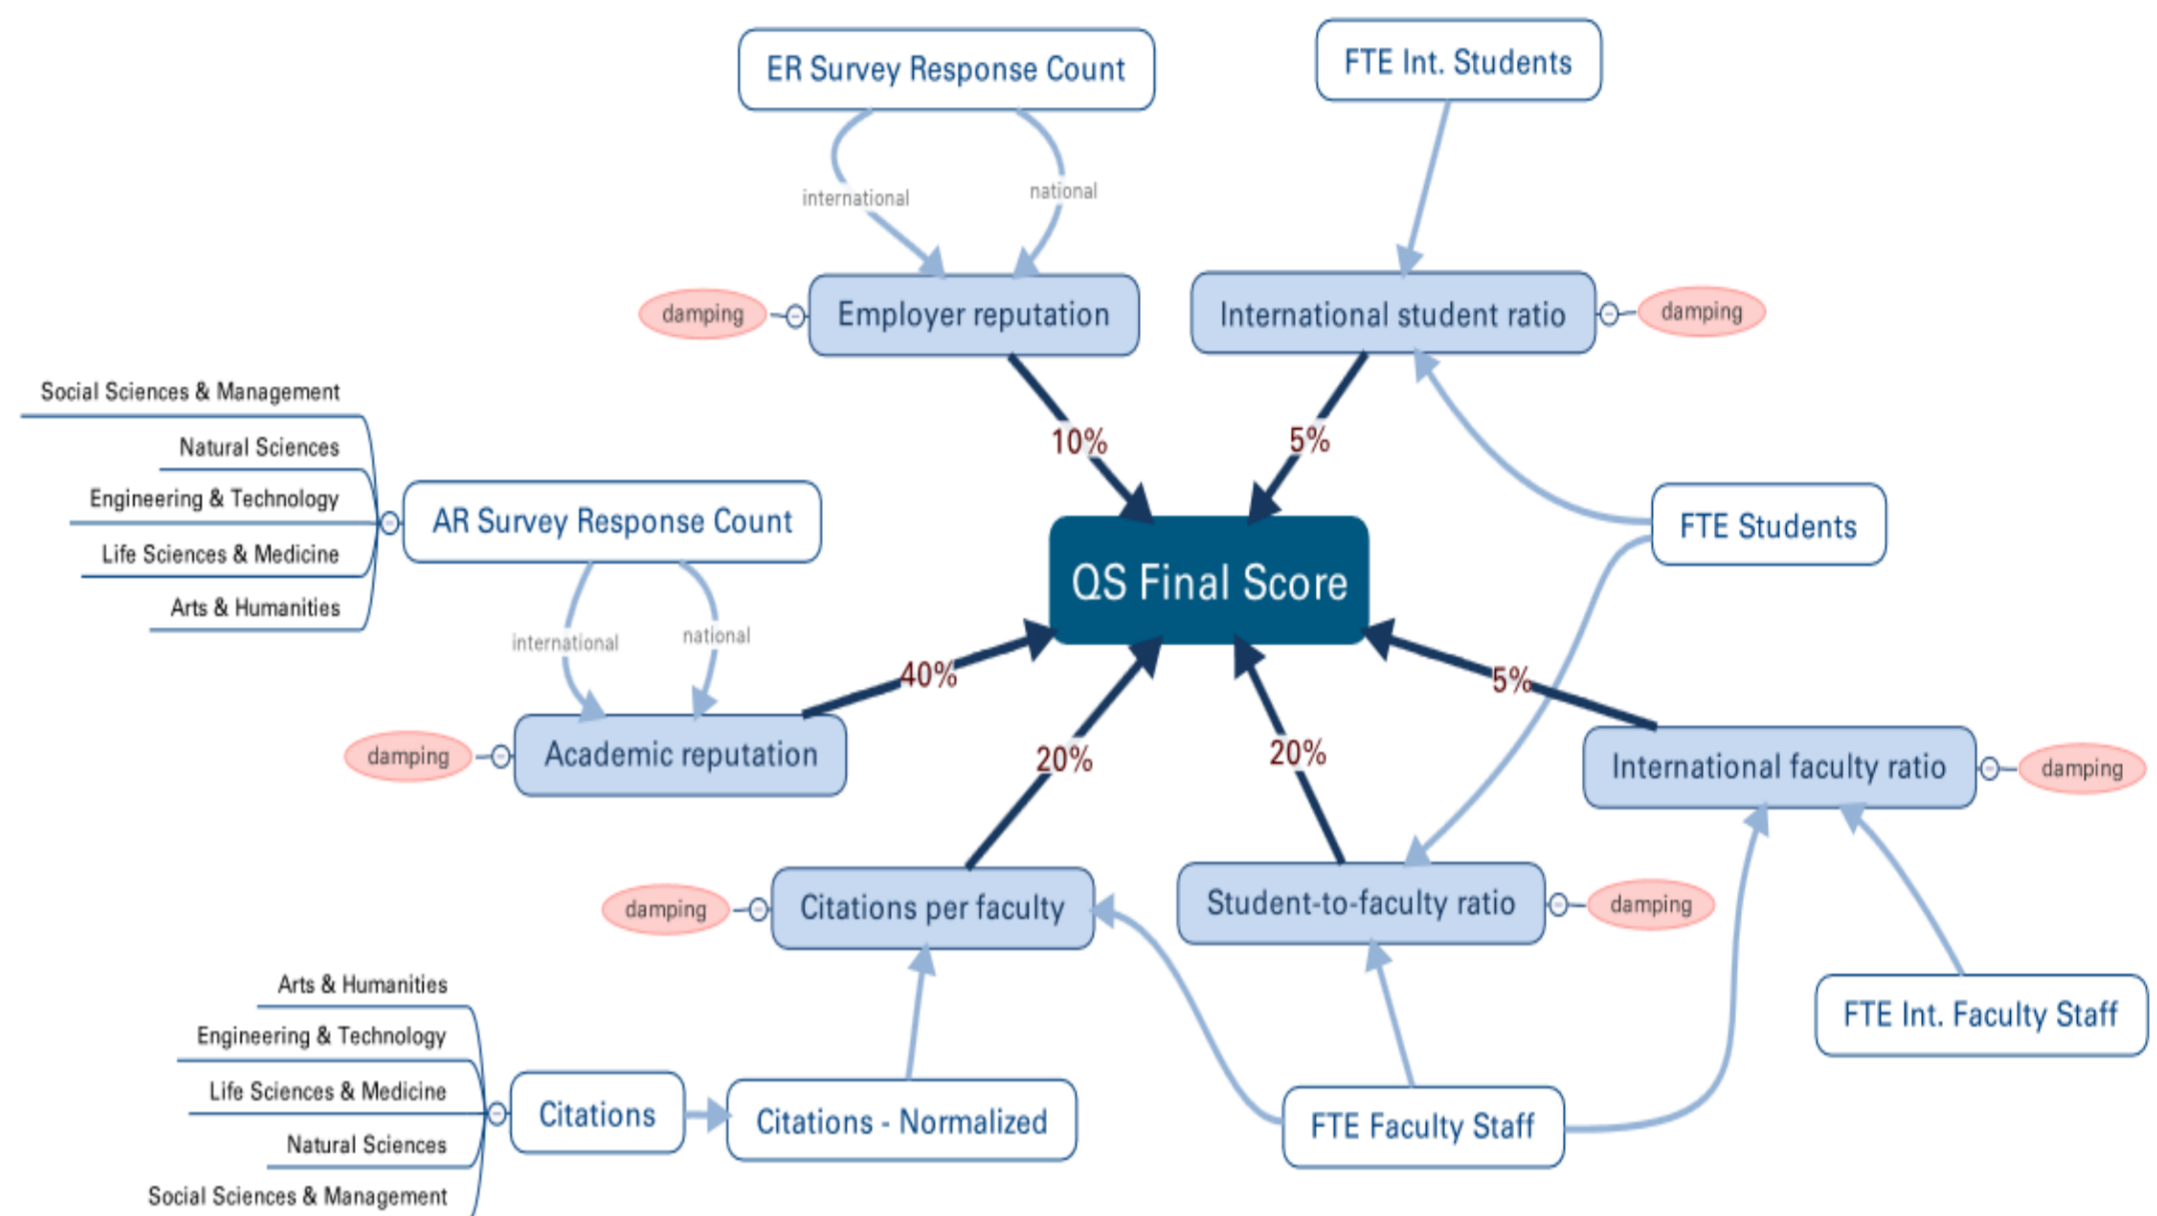 ER Survey Response Count
FTE Int. Students
international
national
damping
Employer reputation
International student ratio
damping
Social Sciences & Management
Natural Sciences
Engineering & Technology
Life Sciences & Medicine
Arts & Humanities
AR Survey Response Count
10%
5%
FTE Students
QS Final Score
international
national
40%
5%
damping
Academic reputation
20%
20%
International faculty ratio
damping
damping
Citations per faculty
Student-to-faculty ratio
damping
Arts & Humanities
Engineering & Technology
Life Sciences & Medicine
Natural Sciences
Social Sciences & Management
Citations
Citations - Normalized
FTE Faculty Staff
FTE Int. Faculty Staff